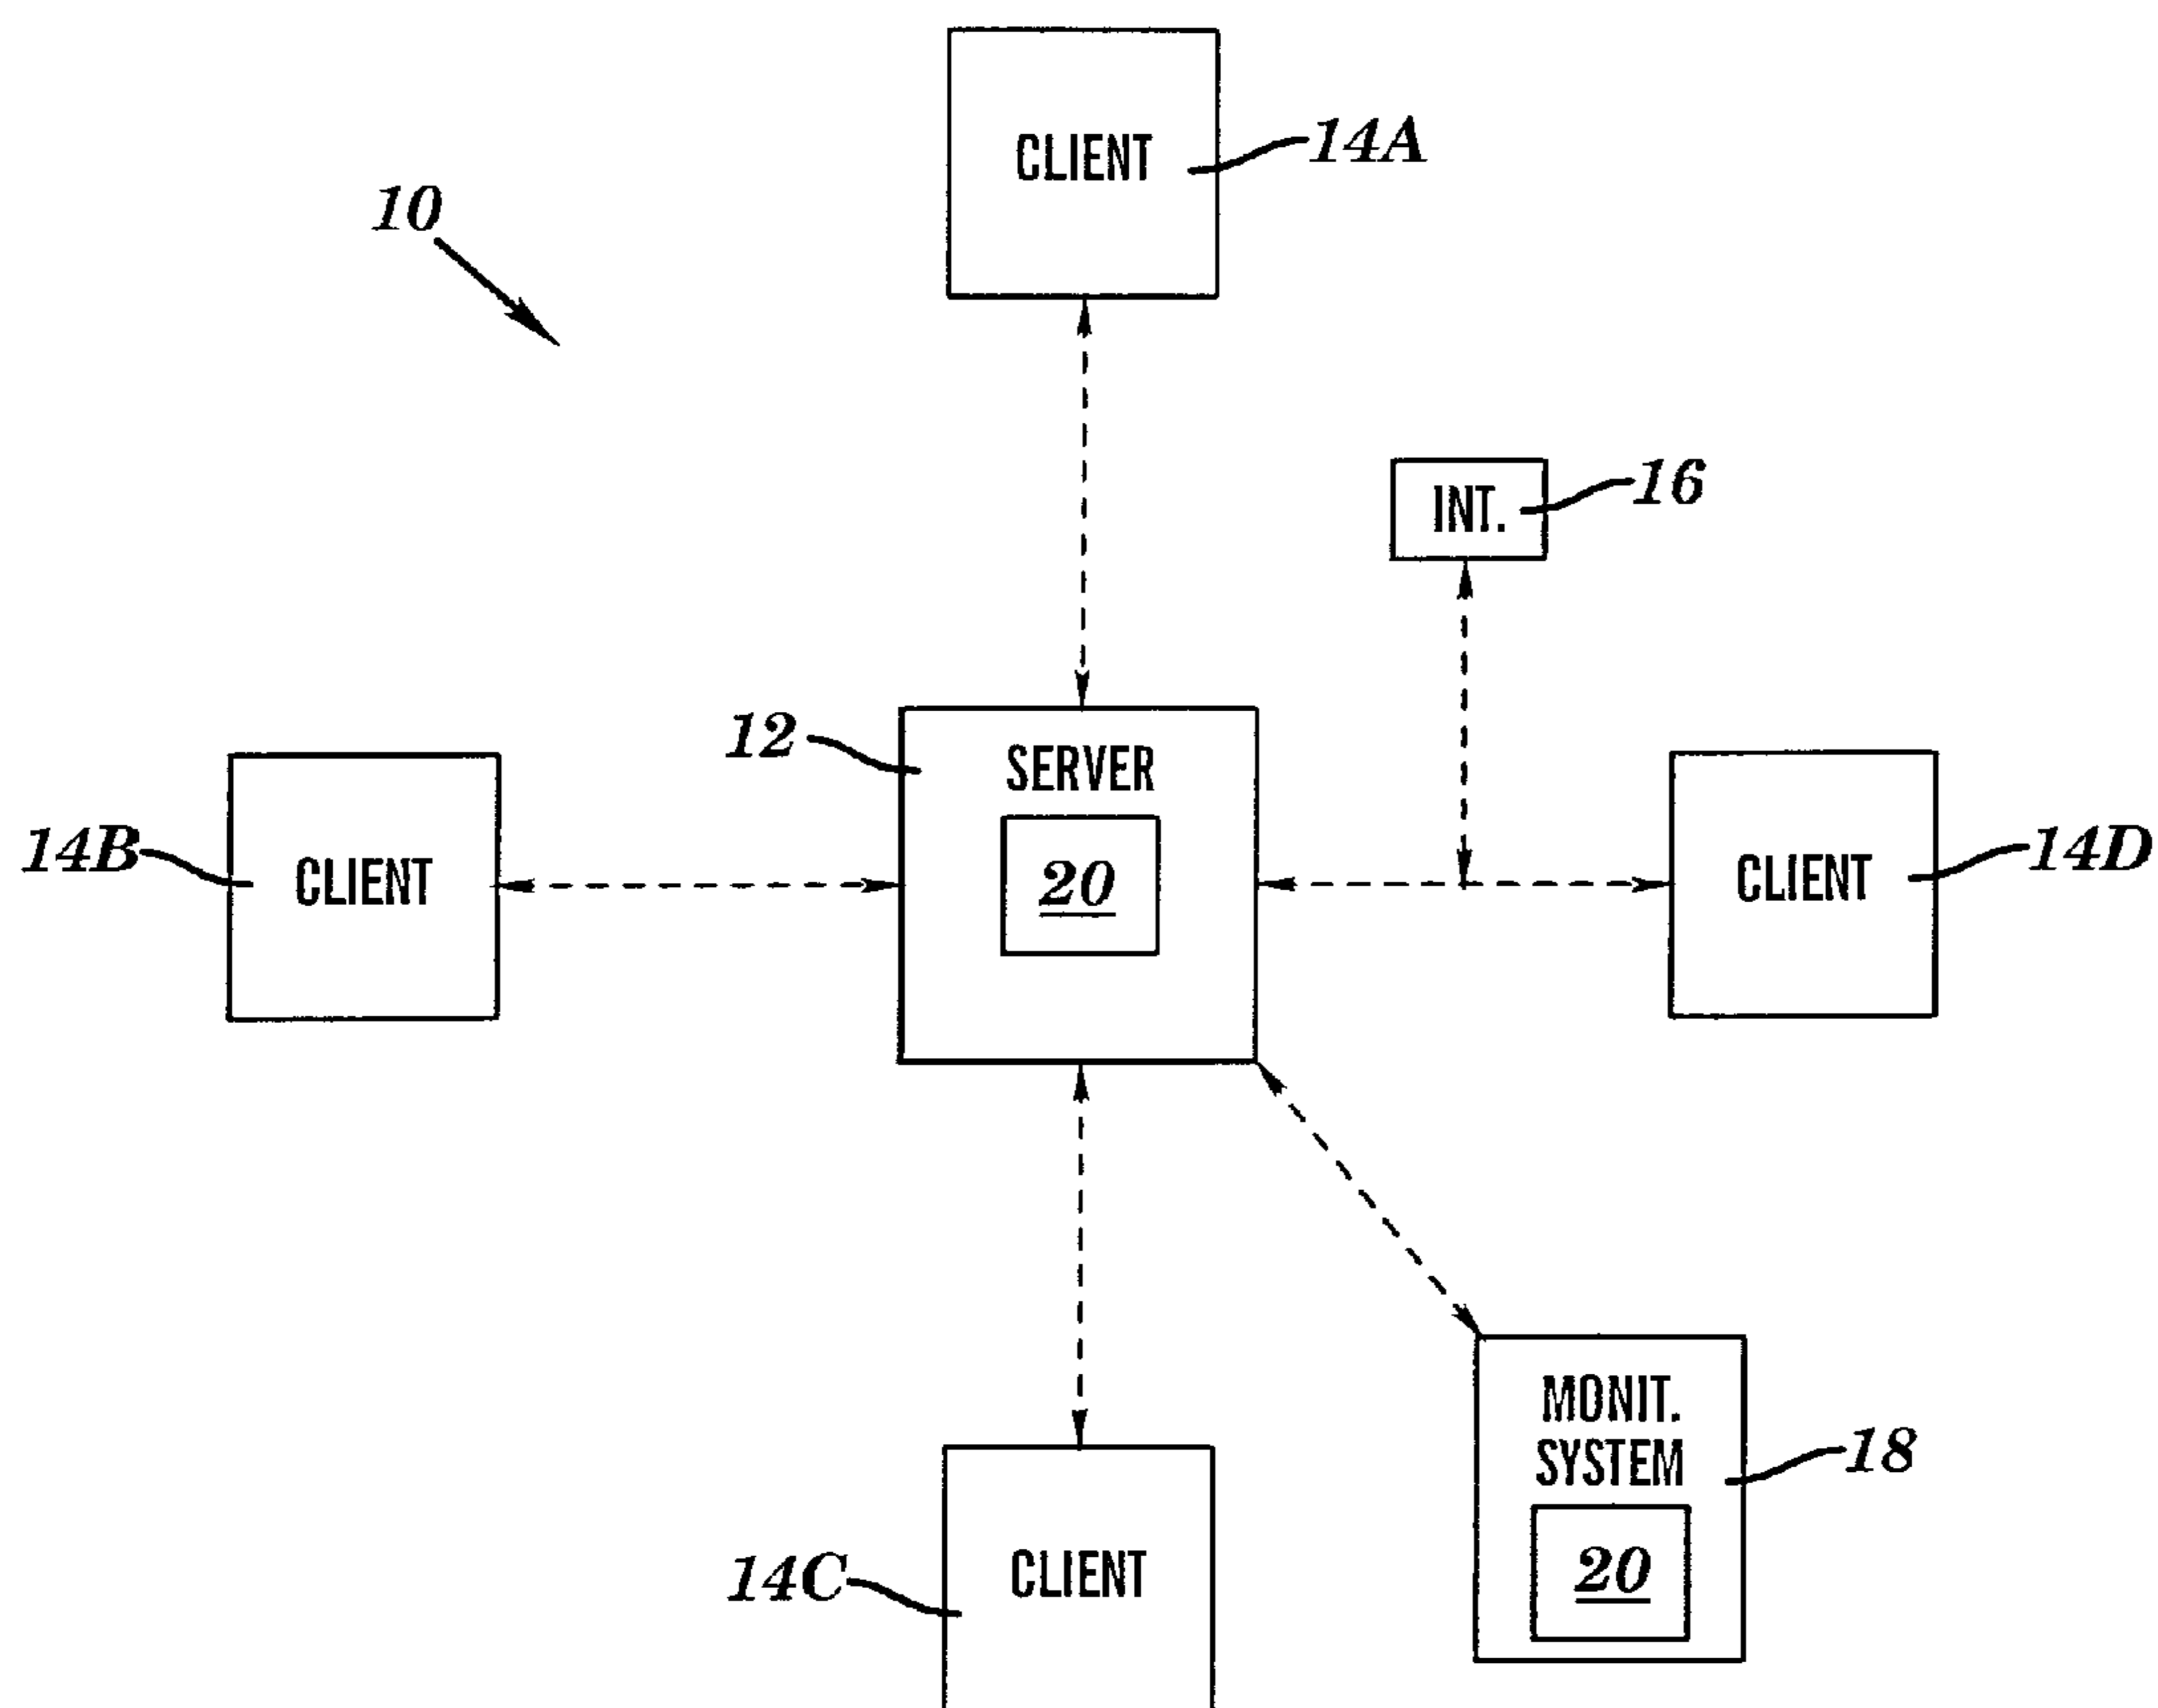 CLIENT
14A
10
INT.
16
12
SERVER
20
14B
CLIENT
CLIENT
14D
MONIT.
SYSTEM
18
20
14C
CLIENT